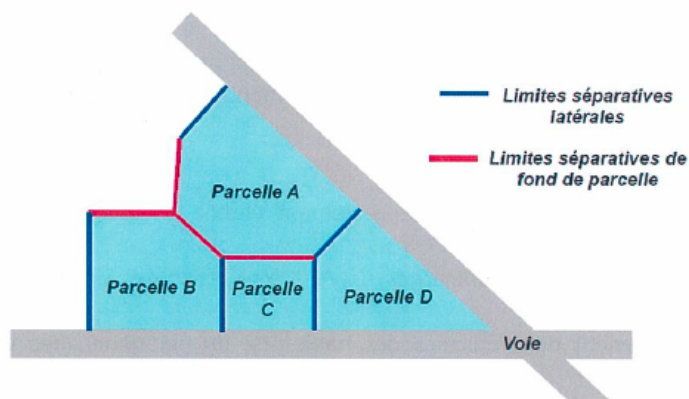 Limites séparatives
latérales
Limites séparatives de
fond de parcelle
Parcelle A
Parcelle B
Parcelle
C
Parcelle D
Voie